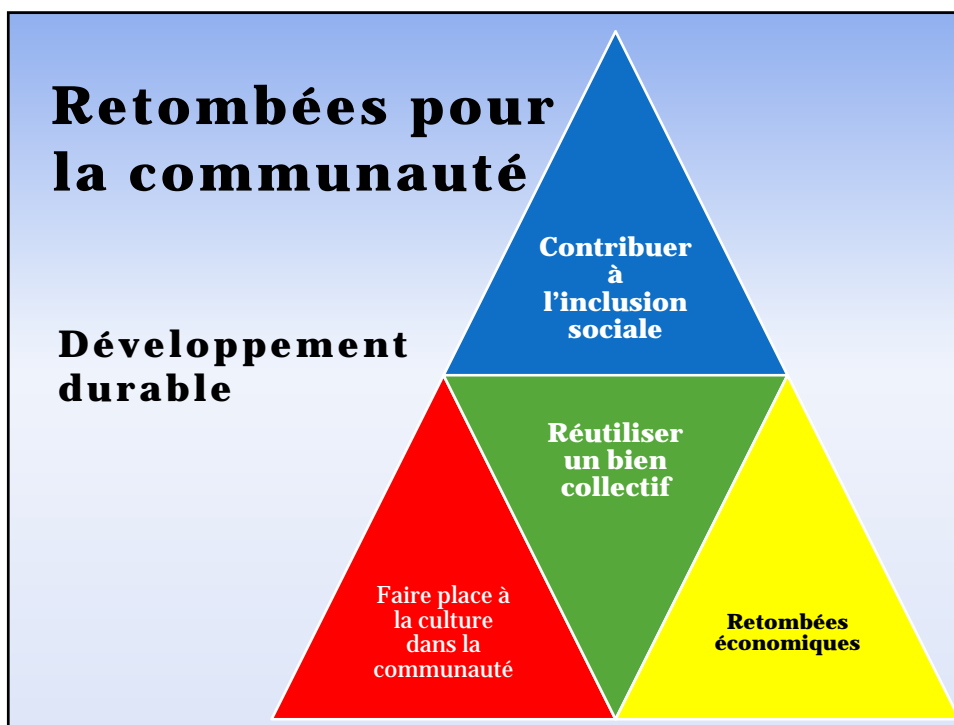 Retombées pour
la communauté
Développement
durable
Contribuer
à
l’inclusion
sociale
Réutiliser
un bien
collectif
Faire place à
la culture
dans la
communauté
Retombées
économiques